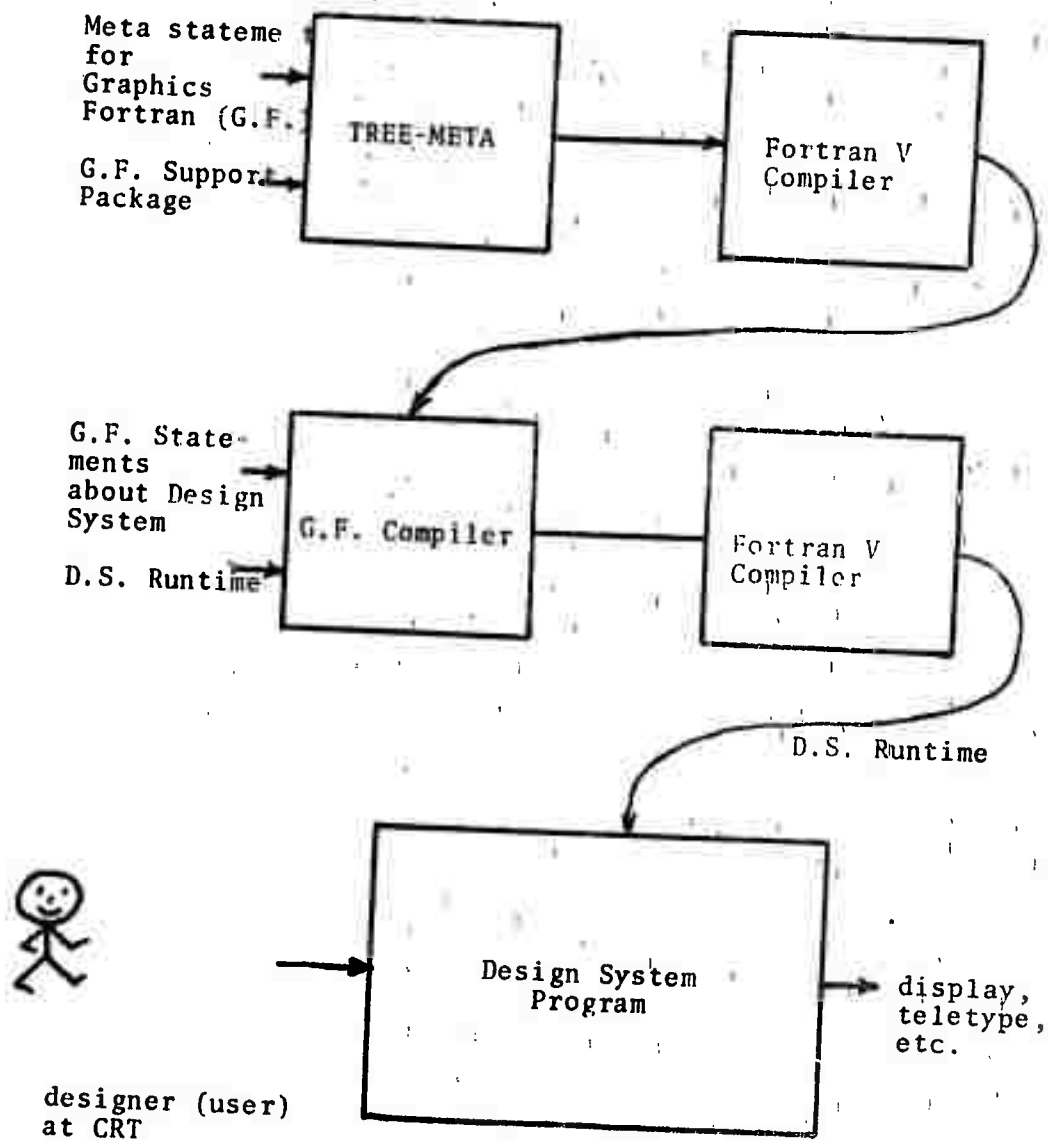 Meta stateme
for
Graphics
Fortran (G.F.)
G.F. Support
Package
TREE-META
Fortran V
Compiler
G.F. State-
ments
about Design
System
D.S. Runtime
G.F. Compiler
Fortran V
Compiler
D.S. Runtime
Design System
Program
display,
teletype,
etc.
designer (user)
at CRT